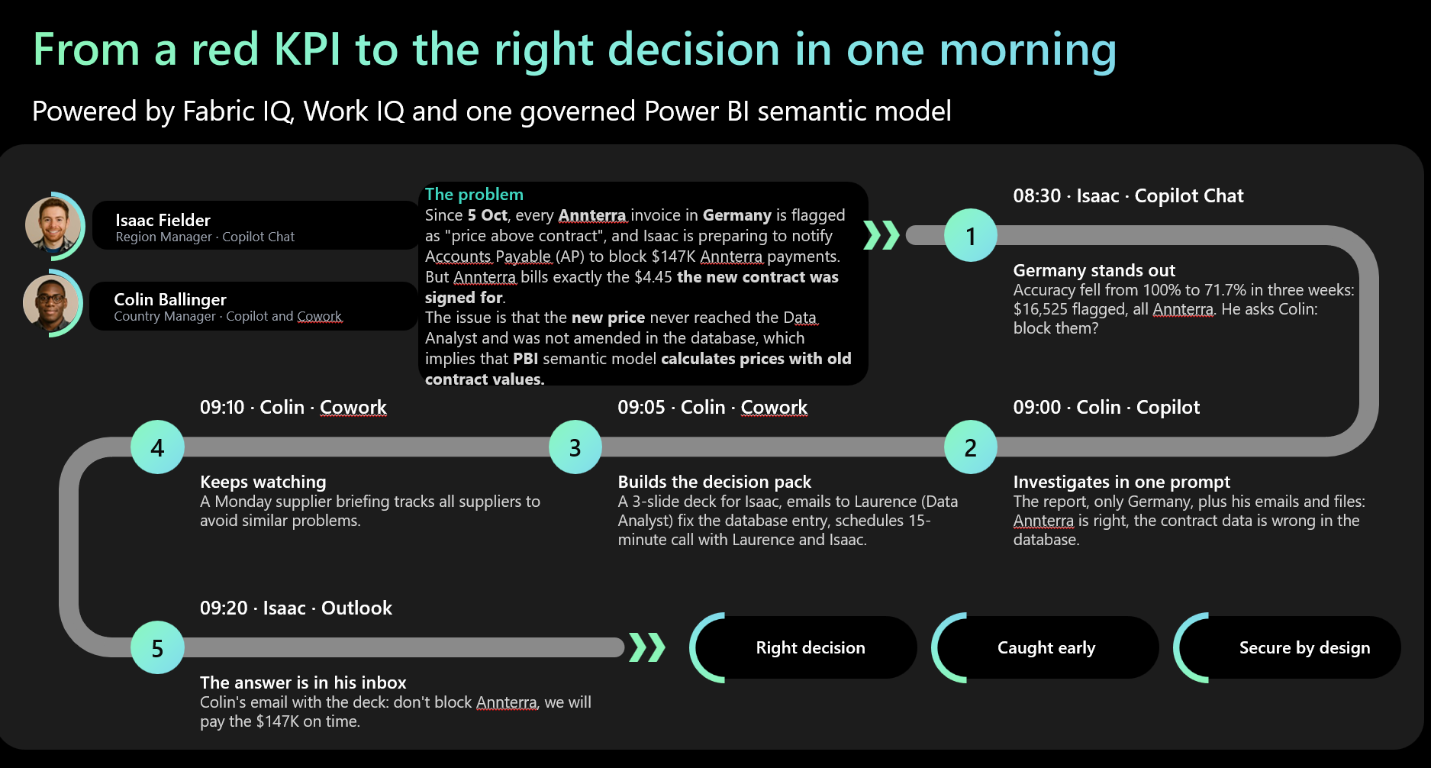 From a red KPI to the right decision in one morning
Powered by Fabric IQ, Work IQ and one governed Power BI semantic model
Isaac Fielder
Region Manager · Copilot Chat
Colin Ballinger
Country Manager · Copilot and Cowork
The problem
Since 5 Oct, every Annterra invoice in Germany is flagged
as "price above contract", and Isaac is preparing to notify
Accounts Payable (AP) to block $147K Annterra payments.
But Annterra bills exactly the $4.45 the new contract was
signed for.
The issue is that the new price never reached the Data
Analyst and was not amended in the database, which
implies that PBI semantic model calculates prices with old
contract values.
08:30 · Isaac · Copilot Chat
1
Germany stands out
Accuracy fell from 100% to 71.7% in three weeks:
$16,525 flagged, all Annterra. He asks Colin:
block them?
09:00 · Colin · Copilot
2
Investigates in one prompt
The report, only Germany, plus his emails and files:
Annterra is right, the contract data is wrong in the
database.
09:05 · Colin · Cowork
3
Builds the decision pack
A 3-slide deck for Isaac, emails to Laurence (Data
Analyst) fix the database entry, schedules 15-
minute call with Laurence and Isaac.
09:10 · Colin · Cowork
4
Keeps watching
A Monday supplier briefing tracks all suppliers to
avoid similar problems.
09:20 · Isaac · Outlook
5
The answer is in his inbox
Colin's email with the deck: don't block Annterra, we will
pay the $147K on time.
Right decision
Caught early
Secure by design